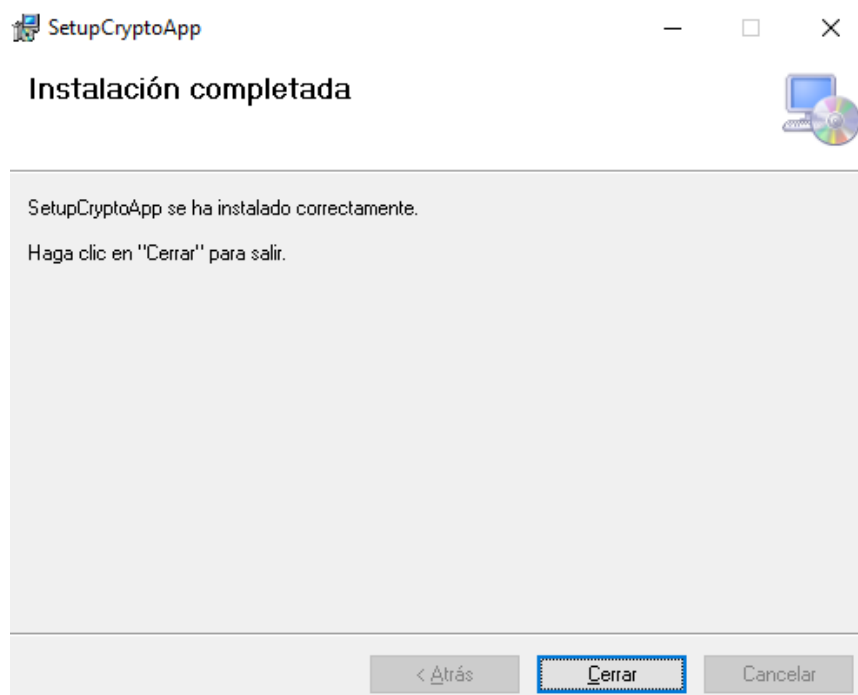 SetupCryptoApp
Instalación completada
SetupCryptoApp se ha instalado correctamente.
Haga clic en "Cerrar" para salir.
< Atrás
Cerrar
Cancelar